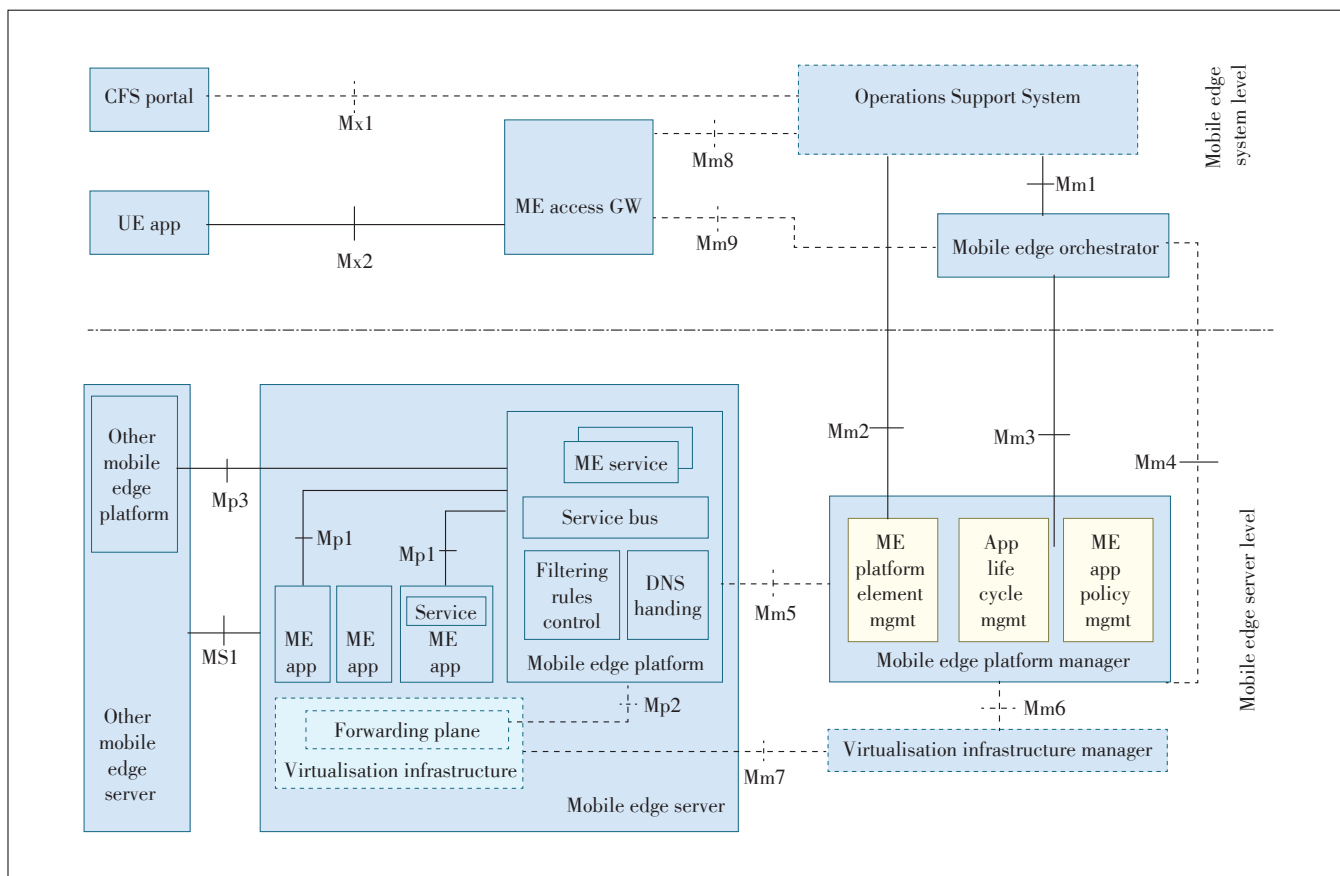 CFS portal
Mx1
Operations Support System
Mobile edge
system level
Mm8
Mm1
UE app
Mx2
ME access GW
Mm9
Mobile edge orchestrator
Other
mobile
edge
platform
Mp3
ME service
Service bus
Mp1
Mp1
Filtering
rules
control
DNS
handing
Mobile edge platform
ME
app
ME
app
Service
ME
app
MS1
Other
mobile
edge
server
Mp2
Forwarding plane
Virtualisation infrastructure
Mobile edge server
Mm5
Mm7
Mm2
Mm3
Mm4
ME
platform
element
mgmt
App
life
cycle
mgmt
ME
app
policy
mgmt
Mobile edge platform manager
Mm6
Virtualisation infrastructure manager
Mobile edge server level